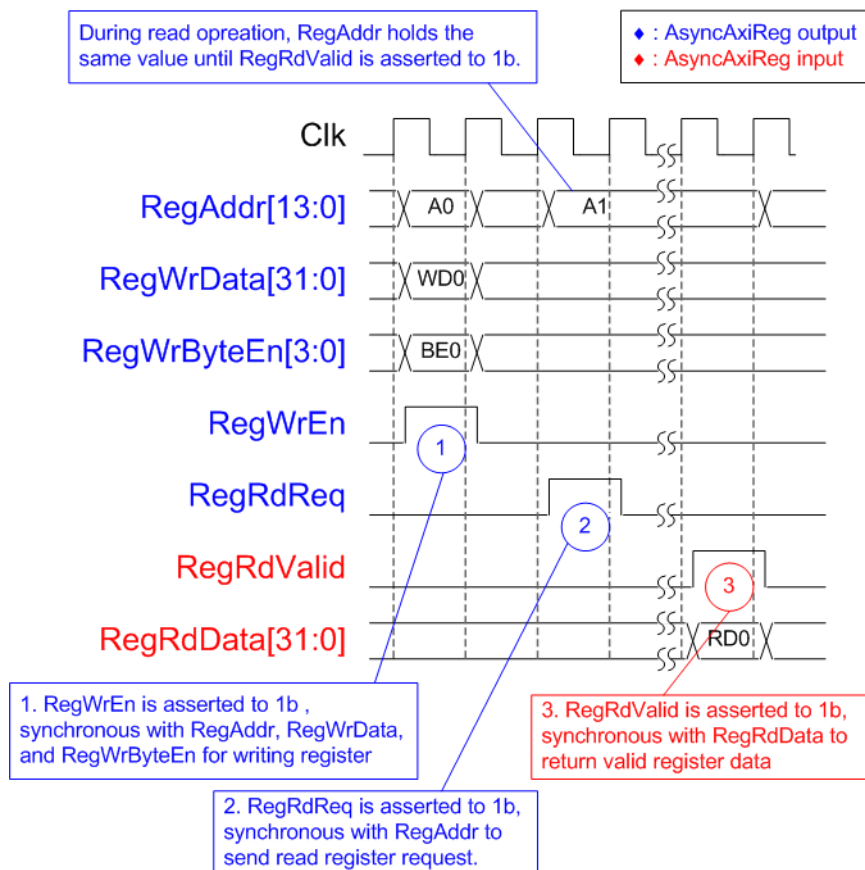 During read opreation, RegAddr holds the
same value until RegRdValid is asserted to 1b.
♦ : AsyncAxiReg output
♦ : AsyncAxiReg input
Clk
RegAddr[13:0]
A0
A1
RegWrData[31:0]
WD0
RegWrByteEn[3:0]
BE0
RegWrEn
1
RegRdReq
2
RegRdValid
3
RegRdData[31:0]
RD0
1. RegWrEn is asserted to 1b ,
synchronous with RegAddr, RegWrData,
and RegWrByteEn for writing register
3. RegRdValid is asserted to 1b,
synchronous with RegRdData to
return valid register data
2. RegRdReq is asserted to 1b,
synchronous with RegAddr to
send read register request.